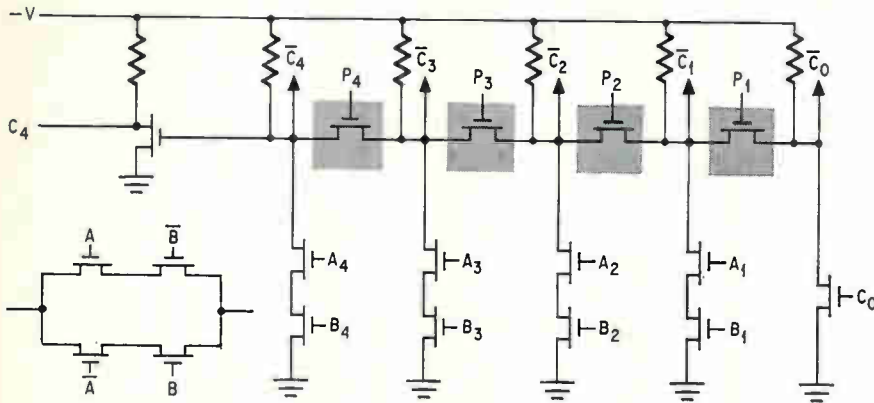 −V
C̅₄ C̅₃ C̅₂ C̅₁ C̅₀
P₄ P₃ P₂ P₁
C₄
A₄ A₃ A₂ A₁
C₀
B₄ B₃ B₂ B₁
A B̅
A̅ B